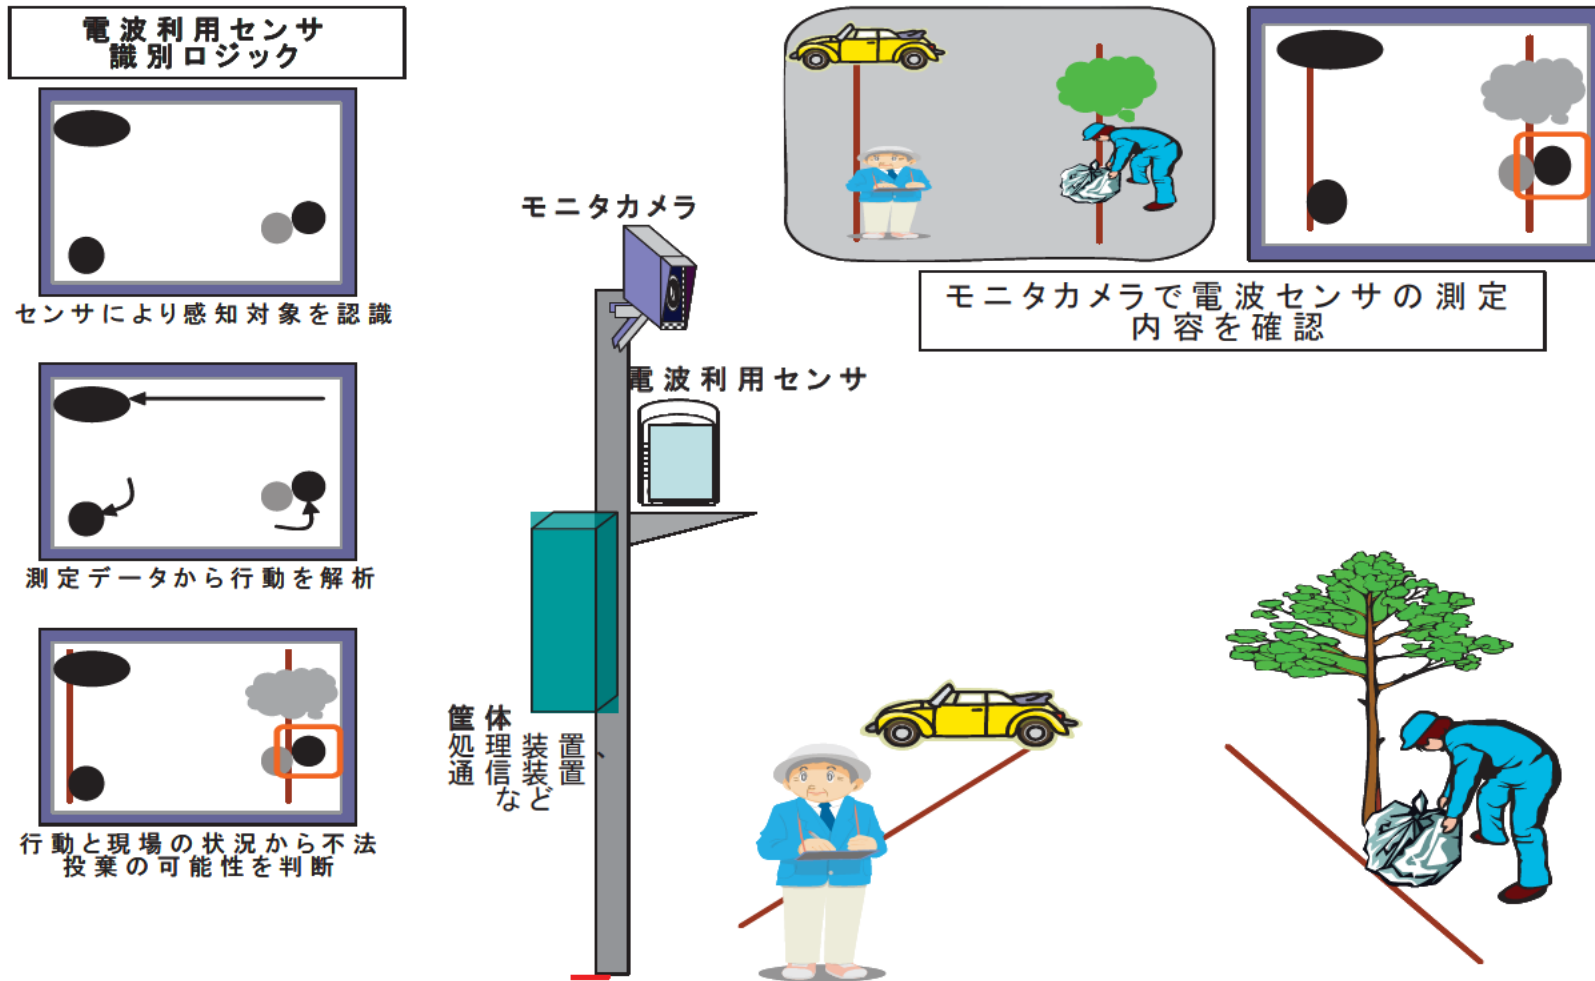 電波利用センサ
識別ロジック
センサにより感知対象を認識
測定データから行動を解析
行動と現場の状況から不法
投棄の可能性を判断
モニタカメラ
電波利用センサ
筐体
処理装置
通信装置
など
モニタカメラで電波センサの測定
内容を確認